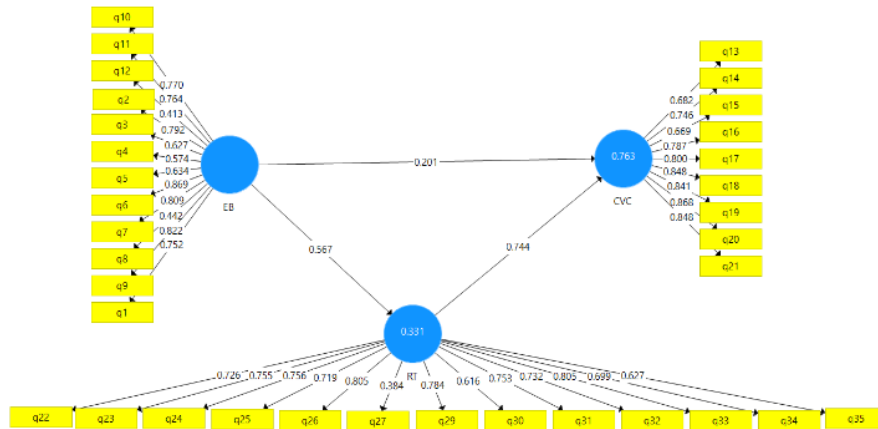 q10
q11
q12
q2
q3
q4
q5
q6
q7
q8
q9
q1
0.770
0.764
0.413
0.792
0.627
0.574
0.634
0.869
0.809
0.442
0.822
0.752
EB
0.201
0.567
0.744
0.763
CVC
0.682
0.746
0.669
0.787
0.800
0.848
0.841
0.868
0.848
q13
q14
q15
q16
q17
q18
q19
q20
q21
0.331
RT
0.726
0.755
0.756
0.719
0.805
0.384
0.784
0.616
0.753
0.732
0.805
0.699
0.627
q22
q23
q24
q25
q26
q27
q29
q30
q31
q32
q33
q34
q35